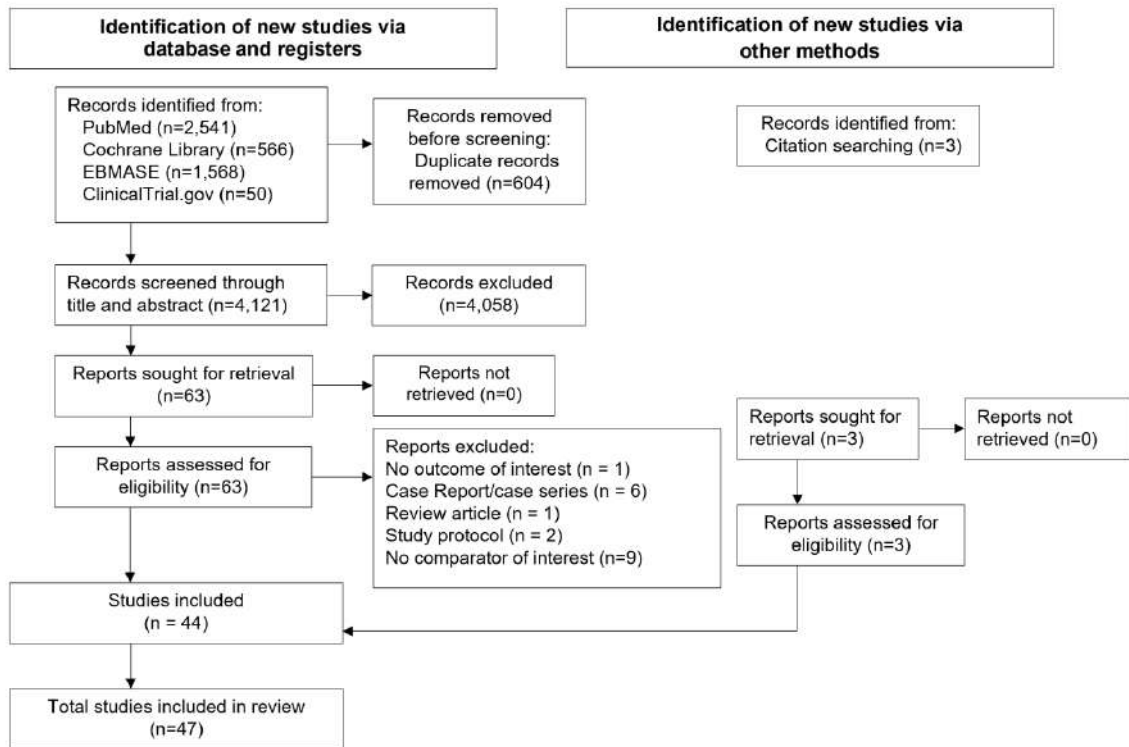 Identification of new studies via
database and registers
Identification of new studies via
other methods
Records identified from:
PubMed (n=2,541)
Cochrane Library (n=566)
EBMASE (n=1,568)
ClinicalTrial.gov (n=50)
Records removed
before screening:
Duplicate records
removed (n=604)
Records identified from:
Citation searching (n=3)
Records screened through
title and abstract (n=4,121)
Records excluded
(n=4,058)
Reports sought for retrieval
(n=63)
Reports not
retrieved (n=0)
Reports sought for
retrieval (n=3)
Reports not
retrieved (n=0)
Reports assessed for
eligibility (n=63)
Reports excluded:
No outcome of interest (n = 1)
Case Report/case series (n = 6)
Review article (n = 1)
Study protocol (n = 2)
No comparator of interest (n=9)
Reports assessed for
eligibility (n=3)
Studies included
(n = 44)
Total studies included in review
(n=47)